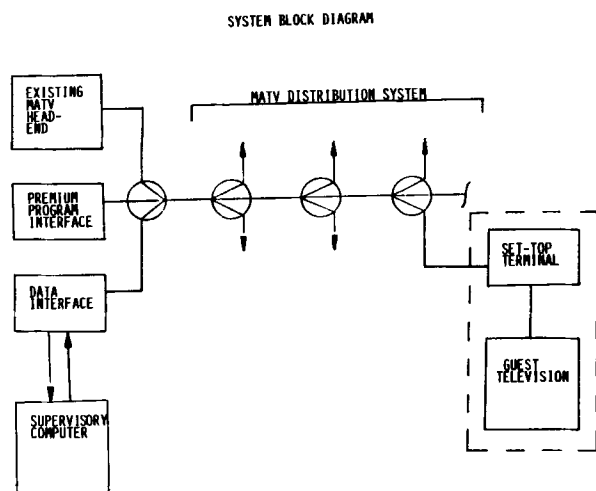 SYSTEM BLOCK DIAGRAM
EXISTING
MATV
HEAD-
END
MATV DISTRIBUTION SYSTEM
PREMIUM
PROGRAM
INTERFACE
SET-TOP
TERMINAL
DATA
INTERFACE
GUEST
TELEVISION
SUPERVISORY
COMPUTER